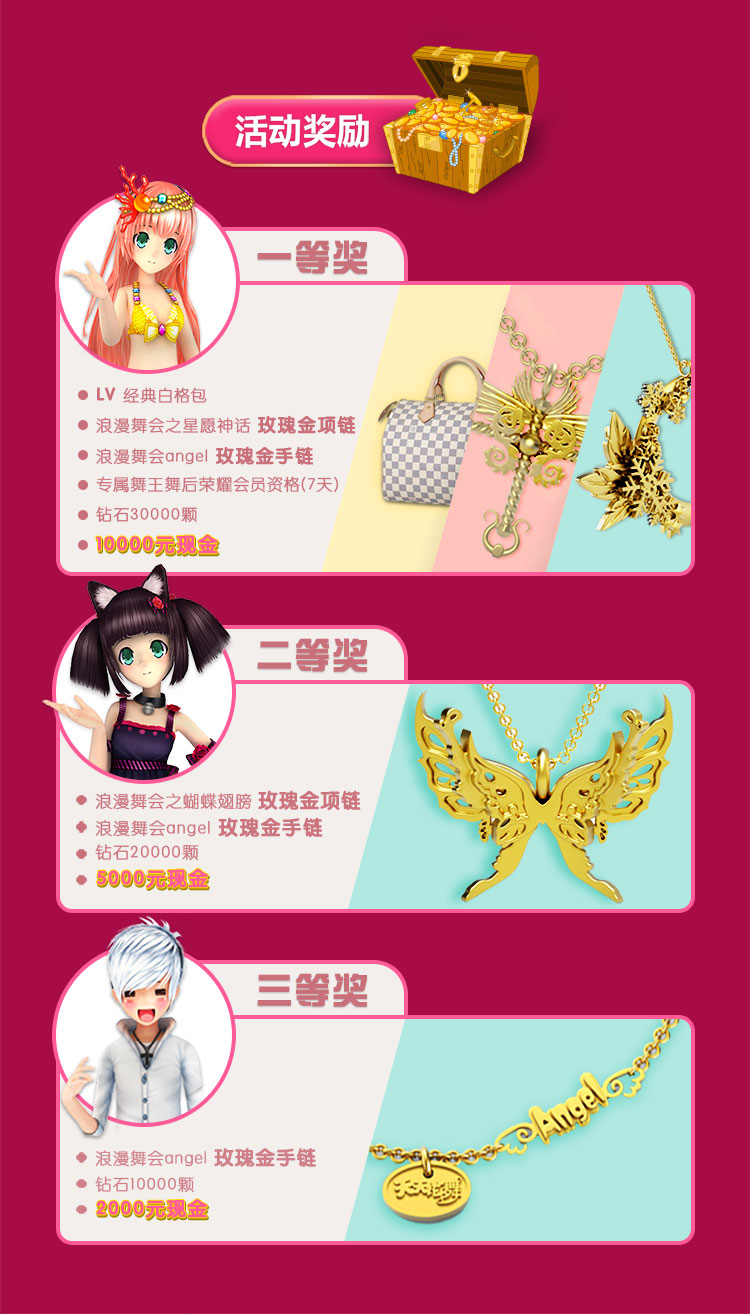 活动奖励
一等奖
LV 经典白格包
浪漫舞会之星愿神话 玫瑰金项链
浪漫舞会angel 玫瑰金手链
专属舞王舞后荣耀会员资格(7天)
钻石30000颗
10000元现金
二等奖
浪漫舞会之蝴蝶翅膀 玫瑰金项链
浪漫舞会angel 玫瑰金手链
钻石20000颗
5000元现金
三等奖
Angel
浪漫舞会angel 玫瑰金手链
天天炫舞
钻石10000颗
2000元现金